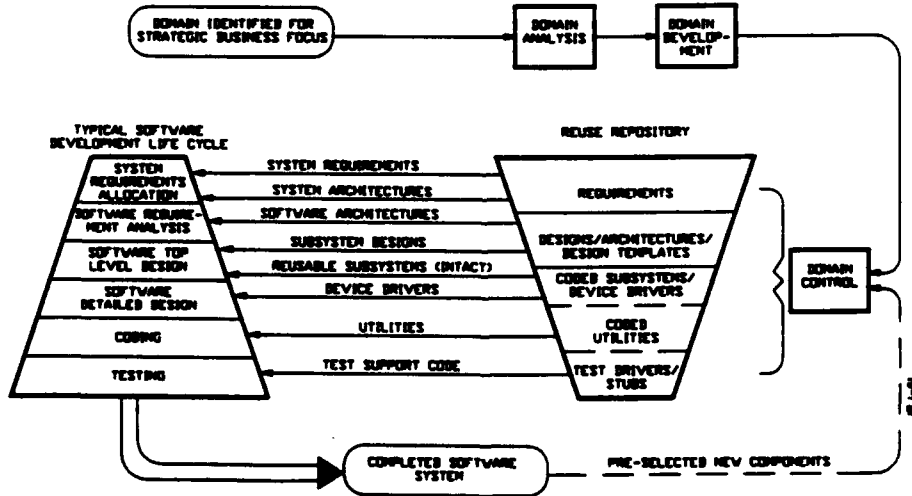 DOMAIN IDENTIFIED FOR
STRATEGIC BUSINESS FOCUS
DOMAIN
ANALYSIS
DOMAIN
DEVELOP-
MENT
TYPICAL SOFTWARE
DEVELOPMENT LIFE CYCLE
REUSE REPOSITORY
SYSTEM
REQUIREMENTS
ALLOCATION
SOFTWARE REQUIRE-
MENT ANALYSIS
SOFTWARE TOP
LEVEL DESIGN
SOFTWARE
DETAILED DESIGN
CODING
TESTING
SYSTEM REQUIREMENTS
SYSTEM ARCHITECTURES
SOFTWARE ARCHITECTURES
SUBSYSTEM DESIGNS
REUSABLE SUBSYSTEMS (INTACT)
DEVICE DRIVERS
UTILITIES
TEST SUPPORT CODE
REQUIREMENTS
DESIGNS/ARCHITECTURES/
DESIGN TEMPLATES
CODED SUBSYSTEMS/
DEVICE DRIVERS
CODED
UTILITIES
TEST DRIVERS/
STUBS
DOMAIN
CONTROL
COMPLETED SOFTWARE
SYSTEM
PRE-SELECTED NEW COMPONENTS